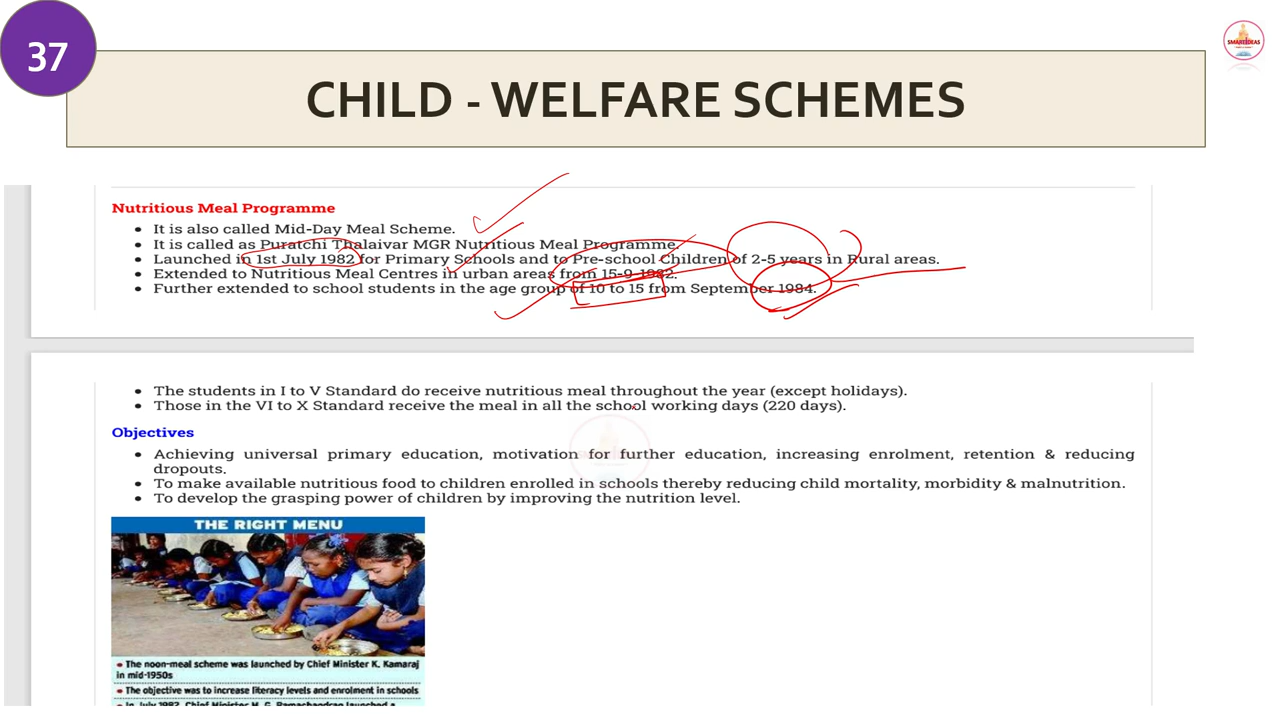 37
SMARTIDEAS
CHILD - WELFARE SCHEMES
Nutritious Meal Programme
• It is also called Mid-Day Meal Scheme.
• It is called as Puratchi Thalaivar MGR Nutritious Meal Programme.
• Launched in 1st July 1982 for Primary Schools and to Pre-school Children of 2-5 years in Rural areas.
• Extended to Nutritious Meal Centres in urban areas from 15-9-1982.
• Further extended to school students in the age group of 10 to 15 from September 1984.
• The students in I to V Standard do receive nutritious meal throughout the year (except holidays).
• Those in the VI to X Standard receive the meal in all the school working days (220 days).
Objectives
• Achieving universal primary education, motivation for further education, increasing enrolment, retention & reducing
dropouts.
• To make available nutritious food to children enrolled in schools thereby reducing child mortality, morbidity & malnutrition.
• To develop the grasping power of children by improving the nutrition level.
THE RIGHT MENU
• The noon-meal scheme was launched by Chief Minister K. Kamaraj
in mid-1950s
• The objective was to increase literacy levels and enrolment in schools
• In July 1982, Chief Minister M. G. Ramachandran launched a